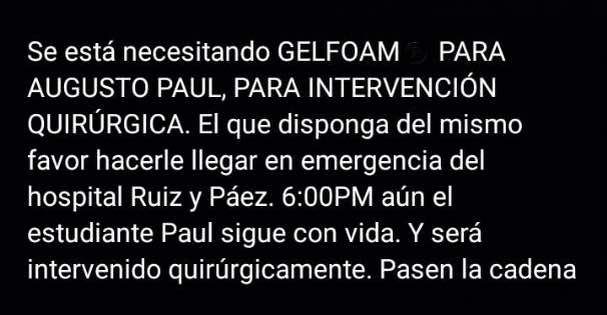 Se está necesitando GELFOAM ® PARA
AUGUSTO PAUL, PARA INTERVENCIÓN
QUIRÚRGICA. El que disponga del mismo
favor hacerle llegar en emergencia del
hospital Ruiz y Páez. 6:00PM aún el
estudiante Paul sigue con vida. Y será
intervenido quirúrgicamente. Pasen la cadena